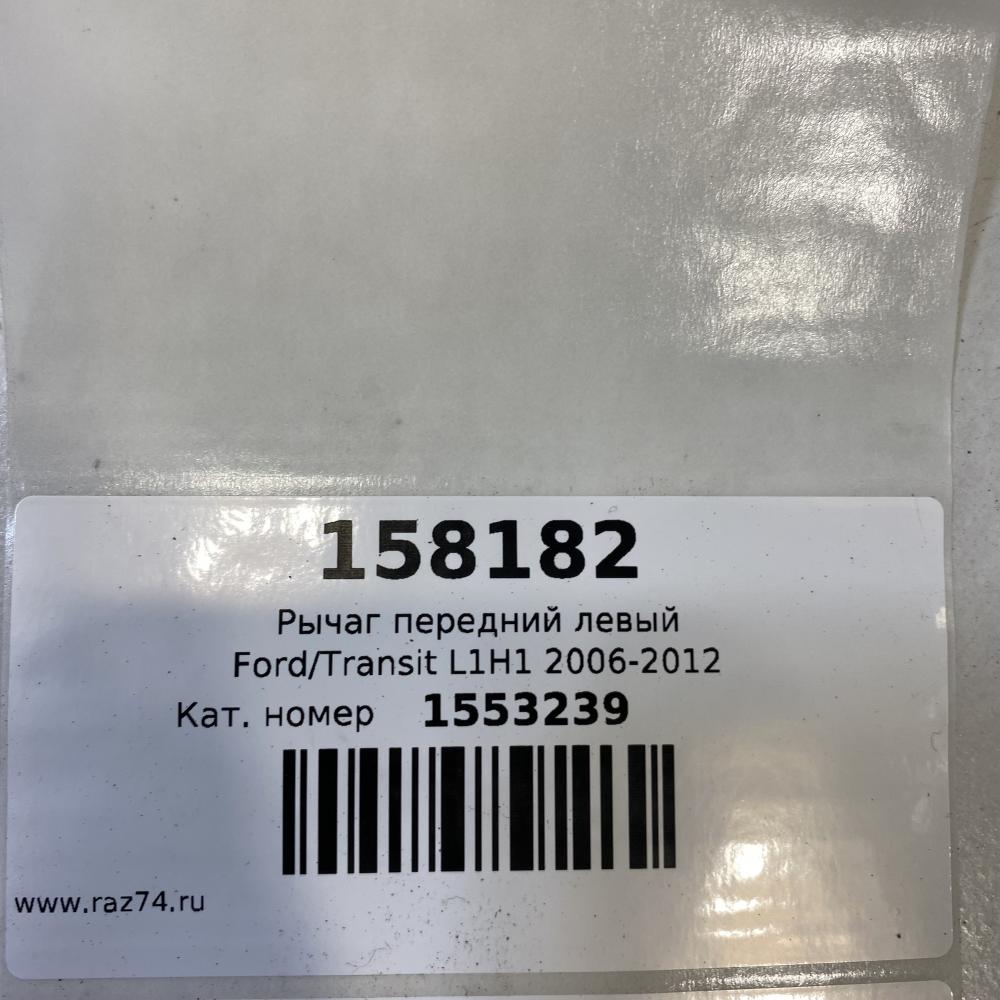 158182
Рычаг передний левый
Ford/Transit L1H1 2006-2012
Кат. номер 1553239
www.raz74.ru